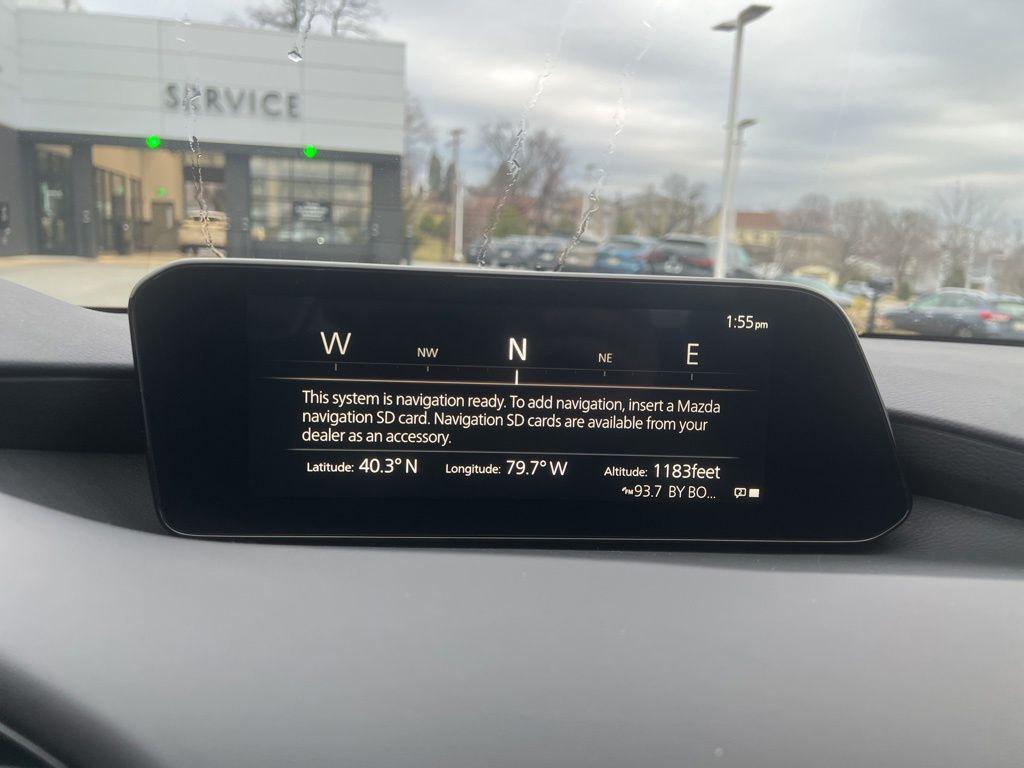 SERVICE
1:55pm
W NW N NE E
This system is navigation ready. To add navigation, insert a Mazda
navigation SD card. Navigation SD cards are available from your
dealer as an accessory.
Latitude: 40.3° N Longitude: 79.7° W Altitude: 1183feet
FM 93.7 BY BO...